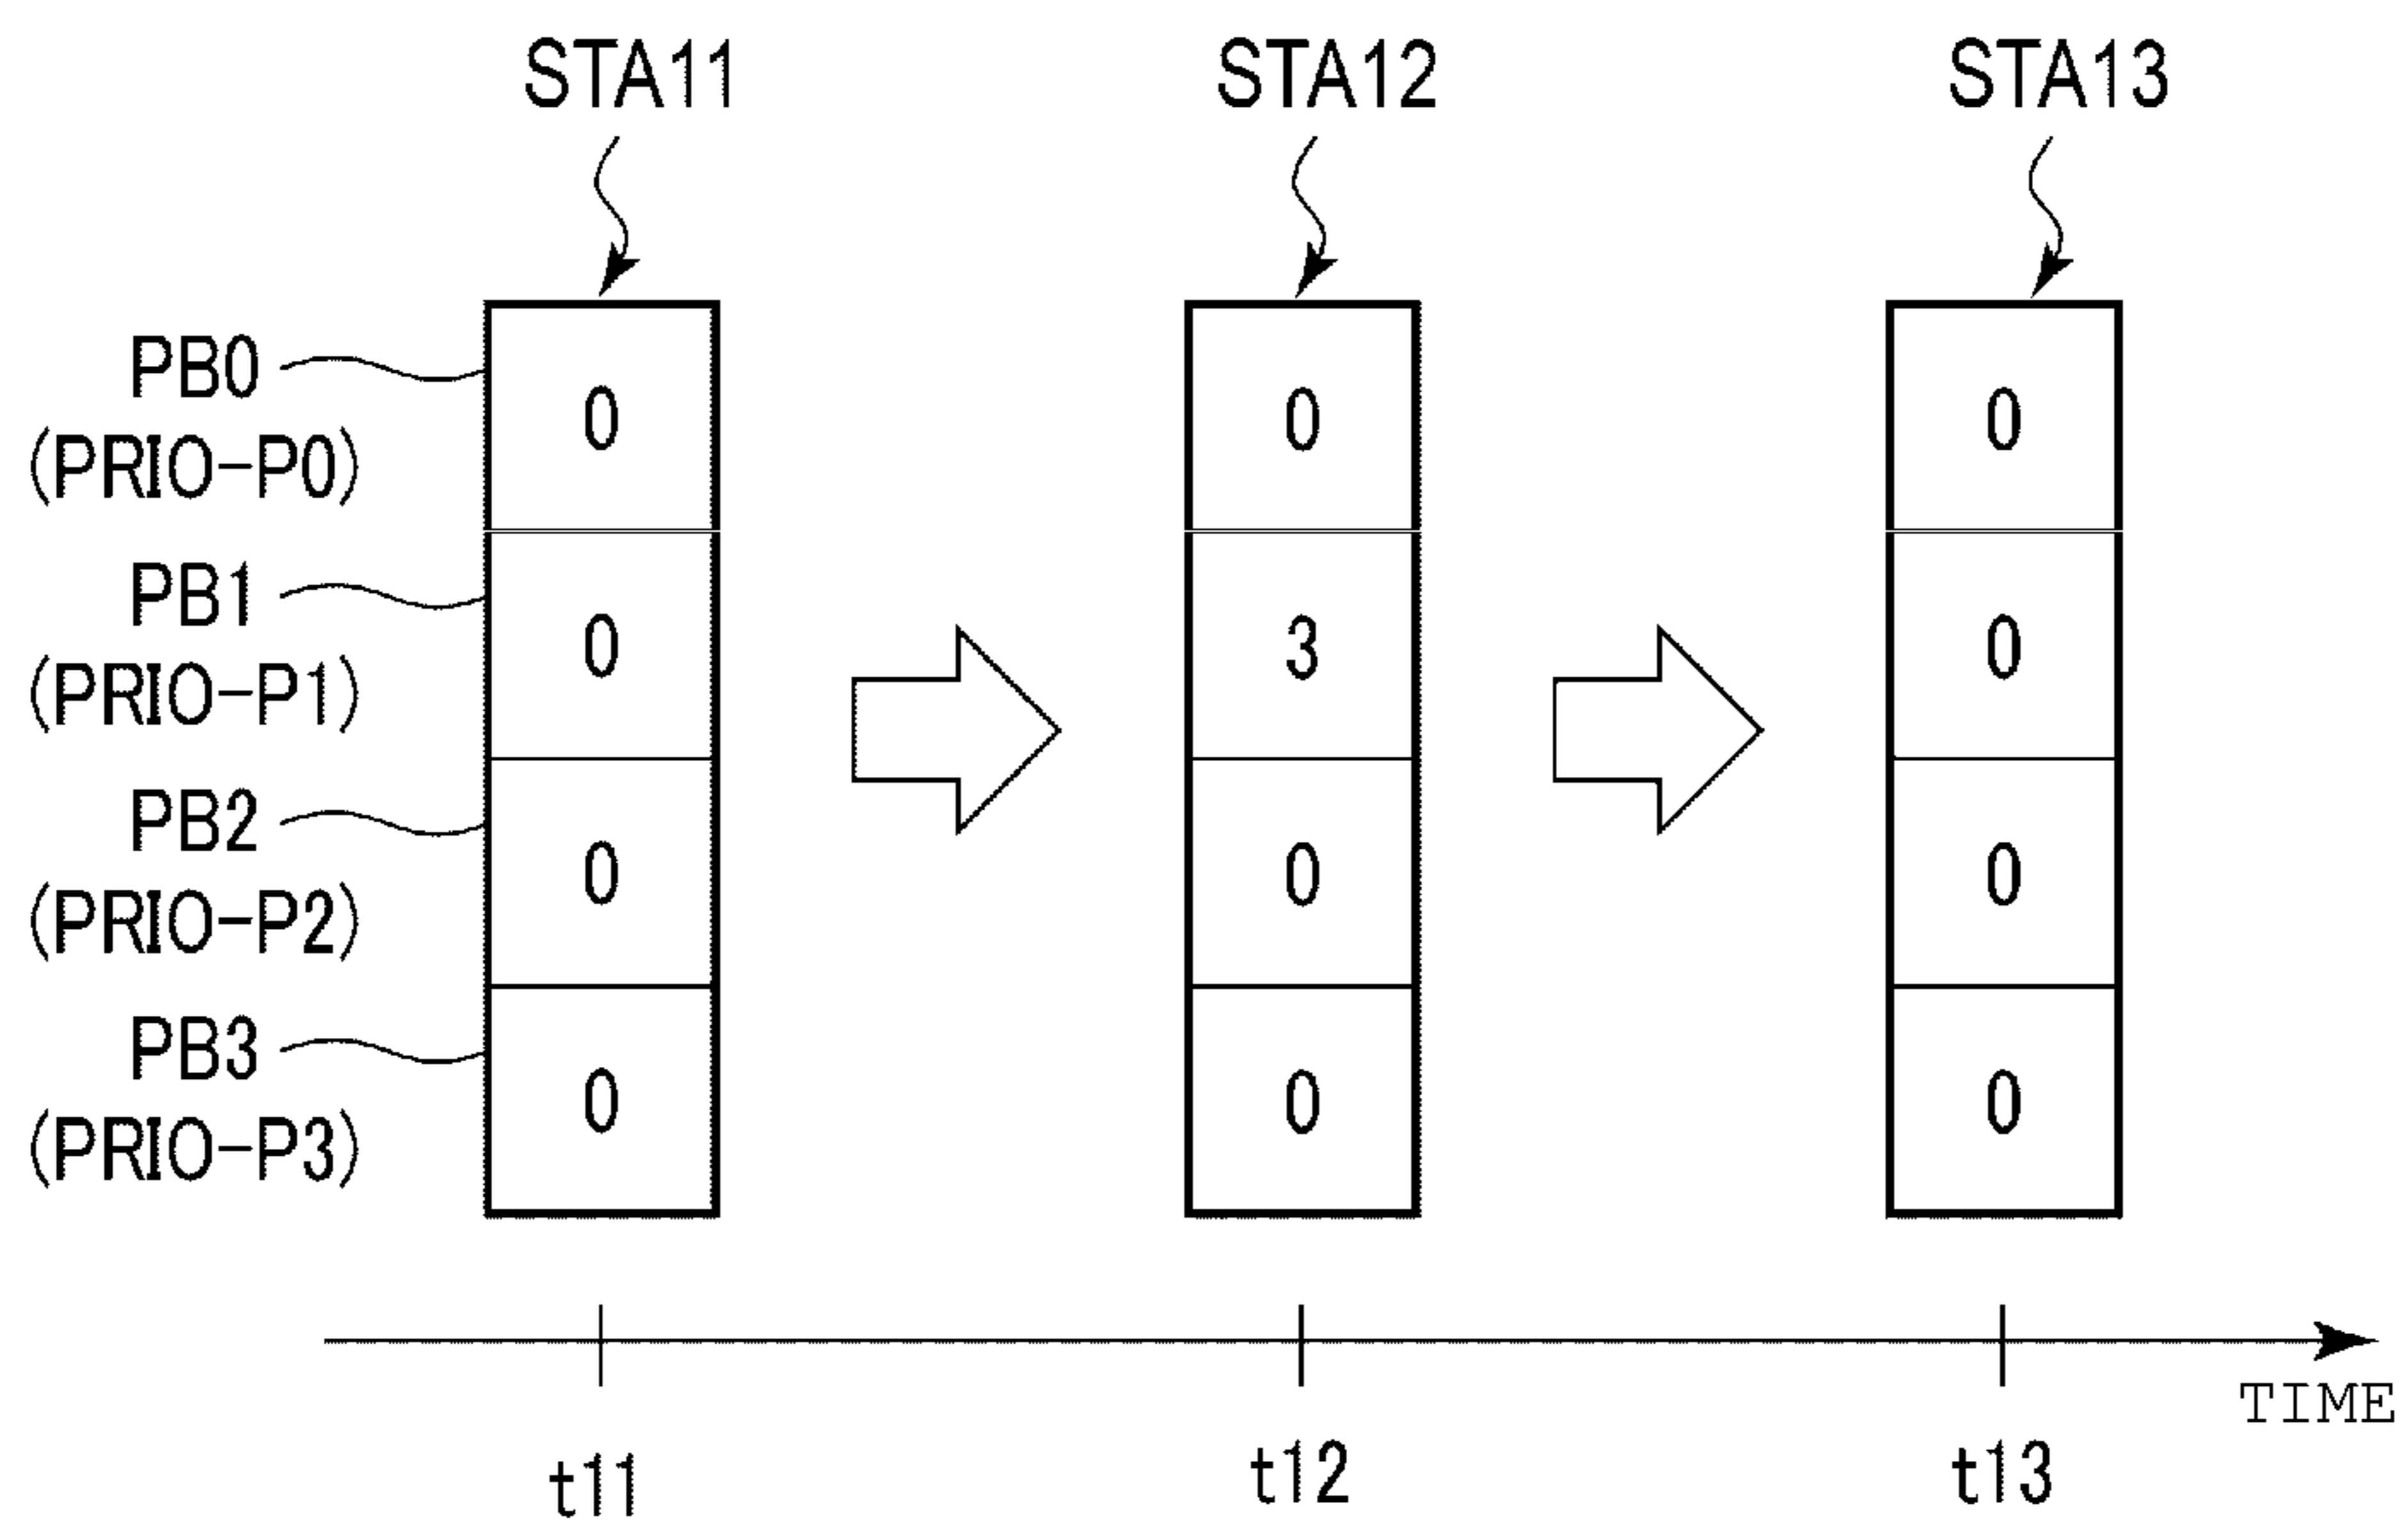 STA11 STA12 STA13
PB0 0 0 0
(PRIO-P0)
PB1 0 3 0
(PRIO-P1)
PB2 0 0 0
(PRIO-P2)
PB3 0 0 0
(PRIO-P3)
TIME
t11 t12 t13